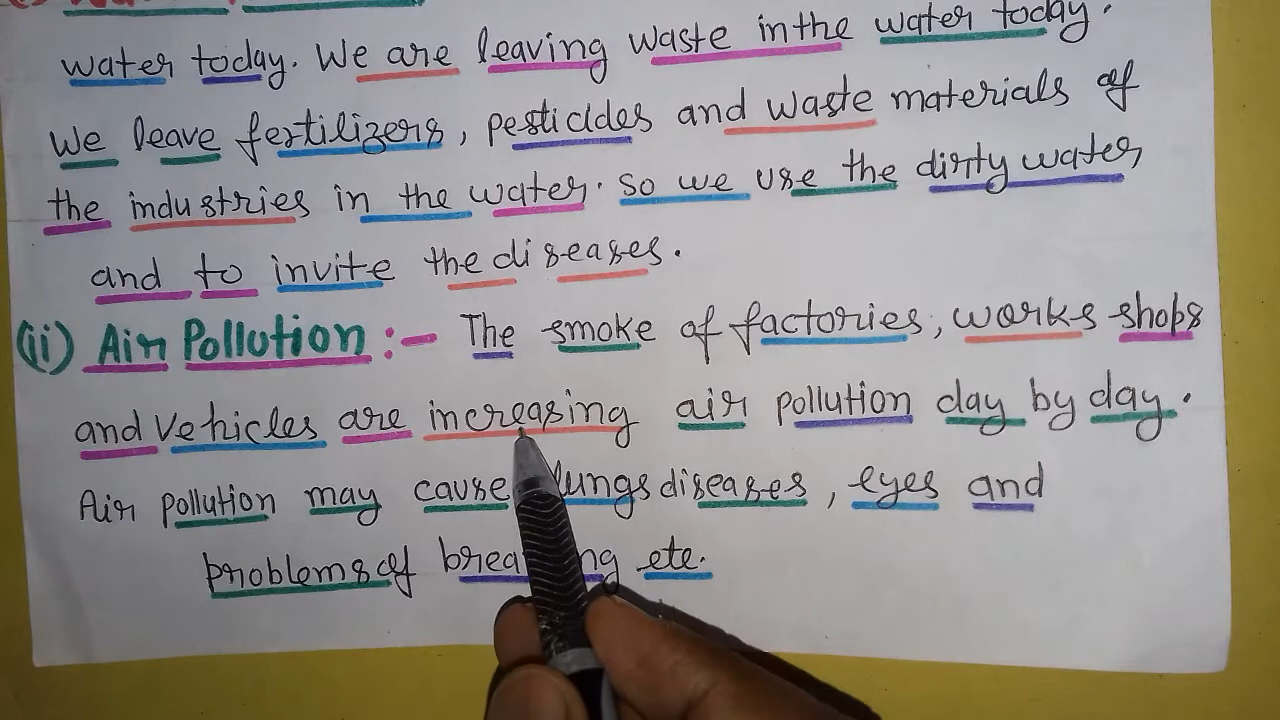 water today. We are leaving waste in the water today.
We leave fertilizers, pesticides and waste materials of
the industries in the water. So we use the dirty water
and to invite the diseases.
(ii) Air Pollution :- The smoke of factories, works shops
and vehicles are increasing air pollution day by day.
Air pollution may cause lungs diseases, eyes and
problems of ete.